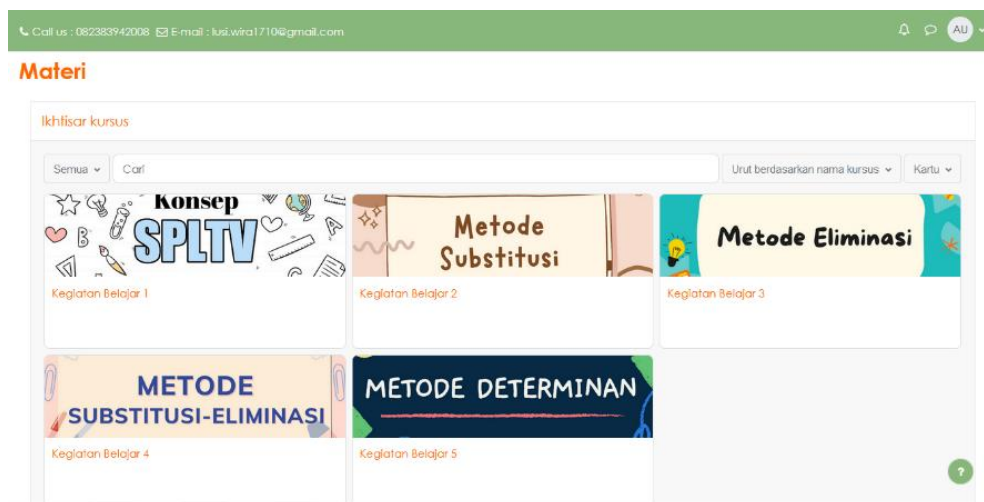 Call us : 082383942008 E-mail : lusi.wira1710@gmail.com
AU
Materi
Ikhtisar kursus
Semua
Cari
Urut berdasarkan nama kursus
Kartu
Konsep
SPLTV
B
A
Kegiatan Belajar 1
Metode
Substitusi
Kegiatan Belajar 2
Metode Eliminasi
Kegiatan Belajar 3
METODE
SUBSTITUSI-ELIMINASI
Kegiatan Belajar 4
METODE DETERMINAN
Kegiatan Belajar 5
?